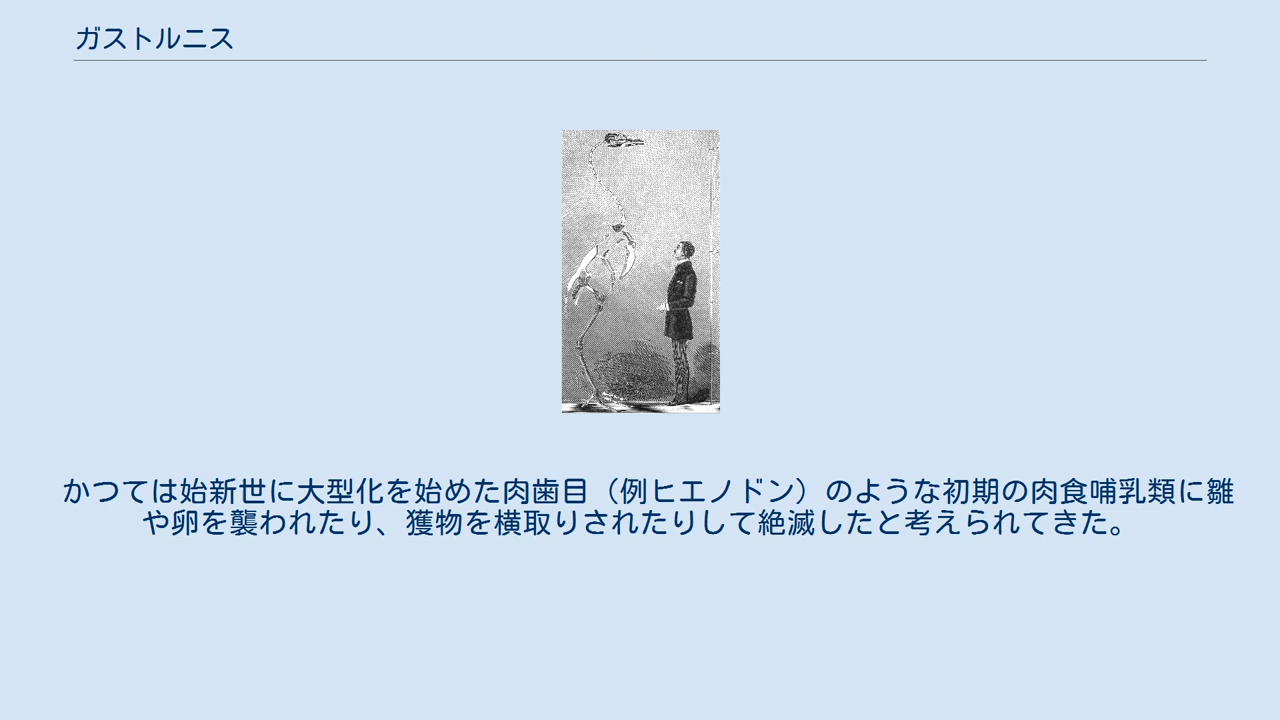 ガストルニス
かつては始新世に大型化を始めた肉歯目（例ヒエノドン）のような初期の肉食哺乳類に雛
や卵を襲われたり、獲物を横取りされたりして絶滅したと考えられてきた。